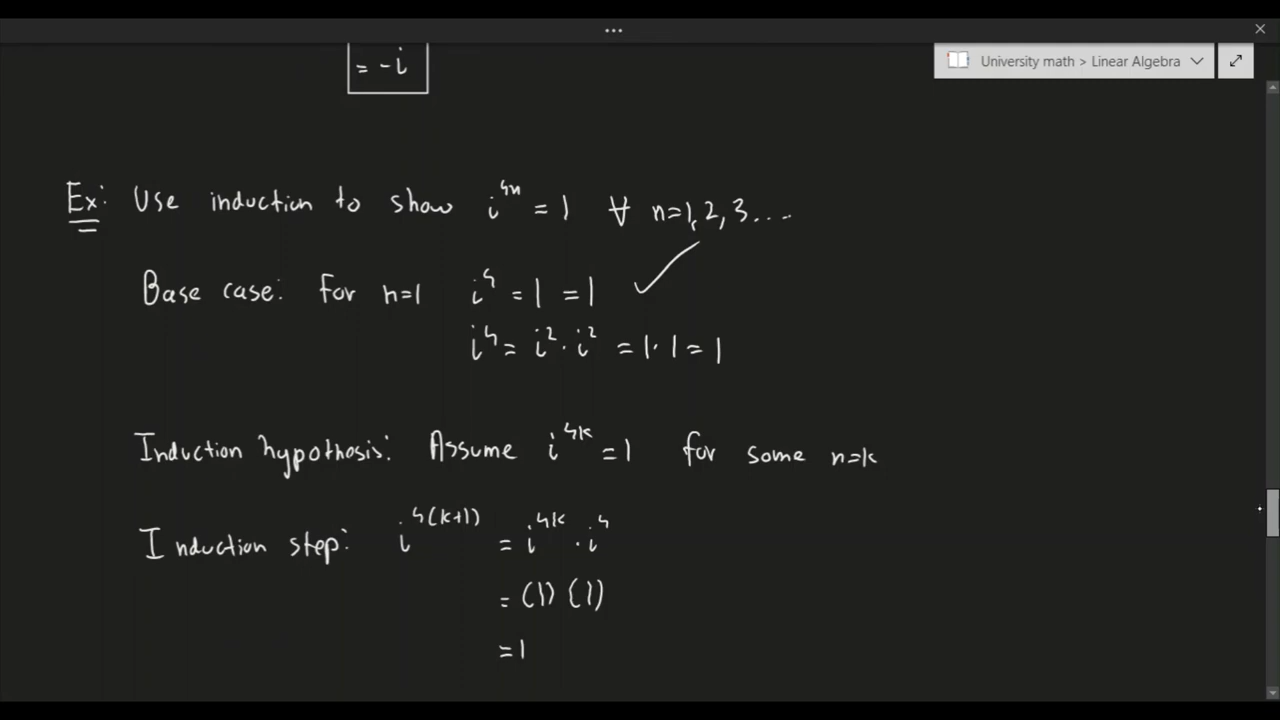 ...
University math > Linear Algebra
= -i
Ex: Use induction to show i^4n = 1 ∀ n=1, 2, 3...
Base case: For n=1 i^4 = 1 = 1 ✓
i^4 = i^2 · i^2 = 1 · 1 = 1
Induction hypothesis: Assume i^4k = 1 for some n=k
Induction step: i^4(k+1) = i^4k · i^4
= (1) (1)
= 1